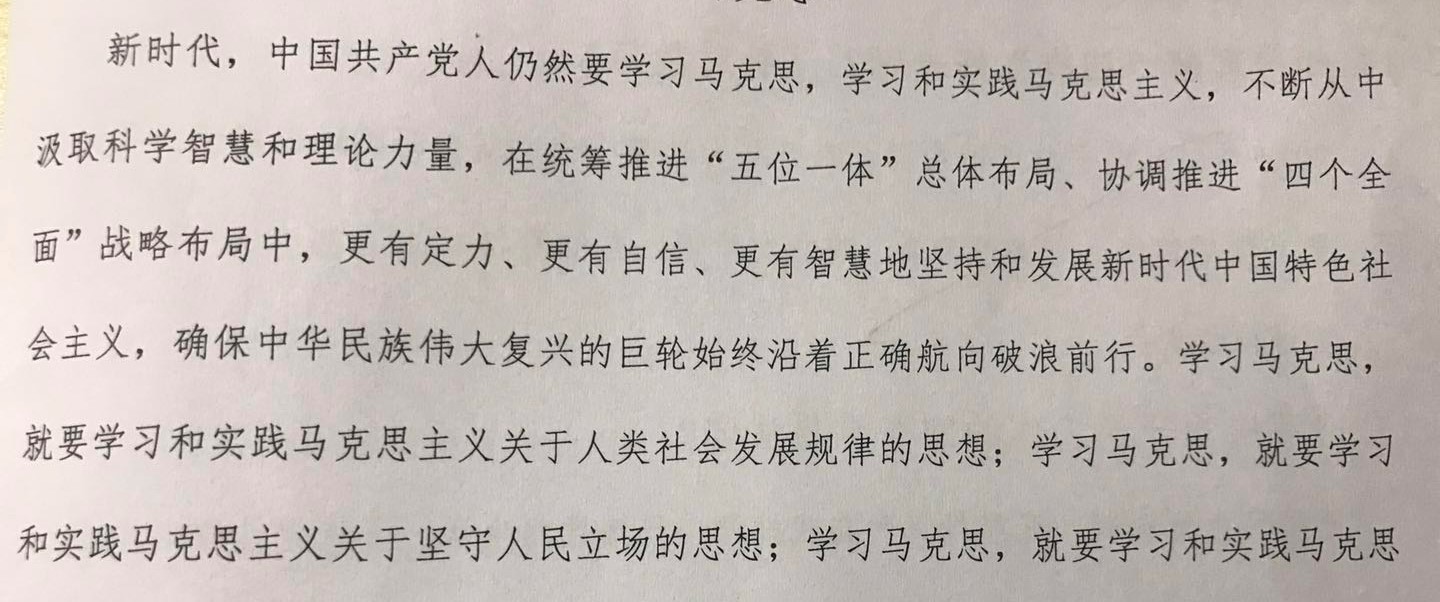 新时代，中国共产党人仍然要学习马克思，学习和实践马克思主义，不断从中
汲取科学智慧和理论力量，在统筹推进“五位一体”总体布局、协调推进“四个全
面”战略布局中，更有定力、更有自信、更有智慧地坚持和发展新时代中国特色社
会主义，确保中华民族伟大复兴的巨轮始终沿着正确航向破浪前行。学习马克思，
就要学习和实践马克思主义关于人类社会发展规律的思想；学习马克思，就要学习
和实践马克思主义关于坚守人民立场的思想；学习马克思，就要学习和实践马克思